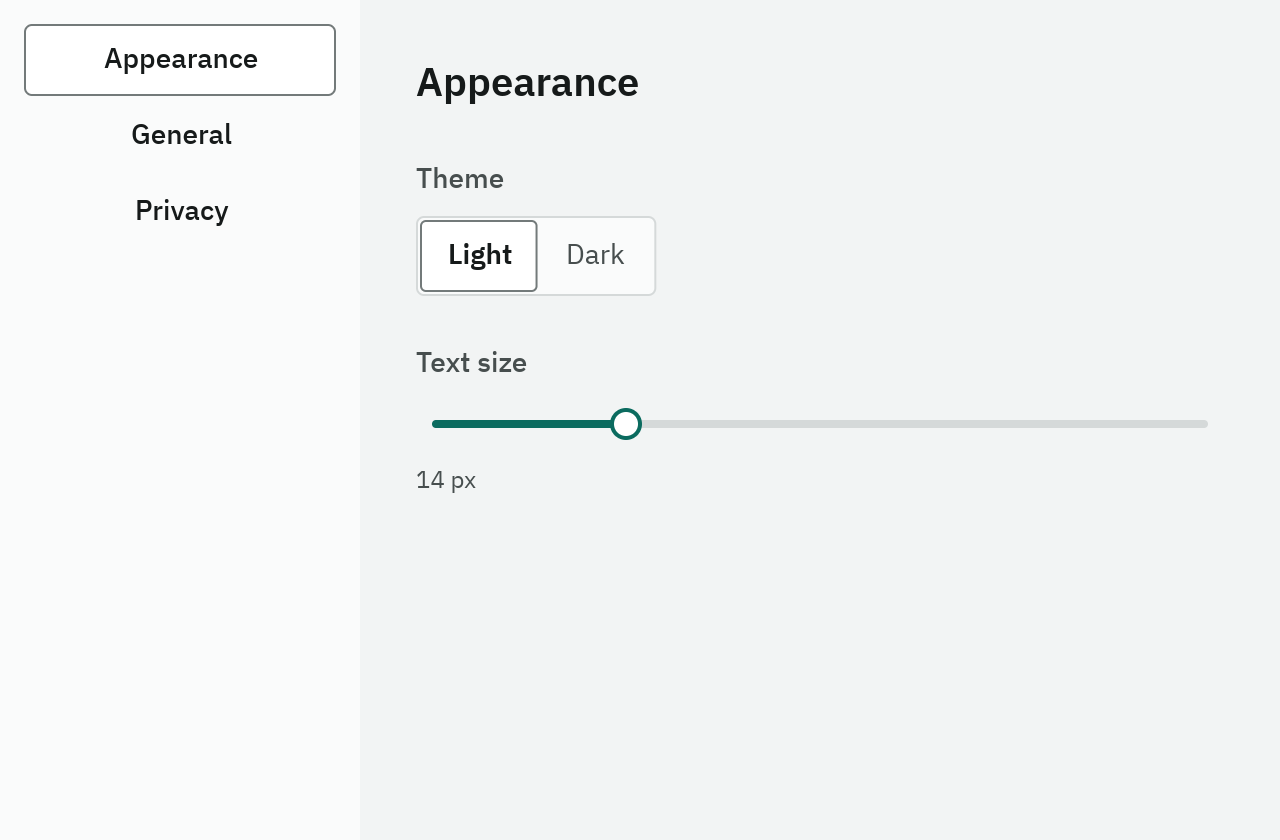 Appearance
General
Privacy
Appearance
Theme
Light Dark
Text size
14 px